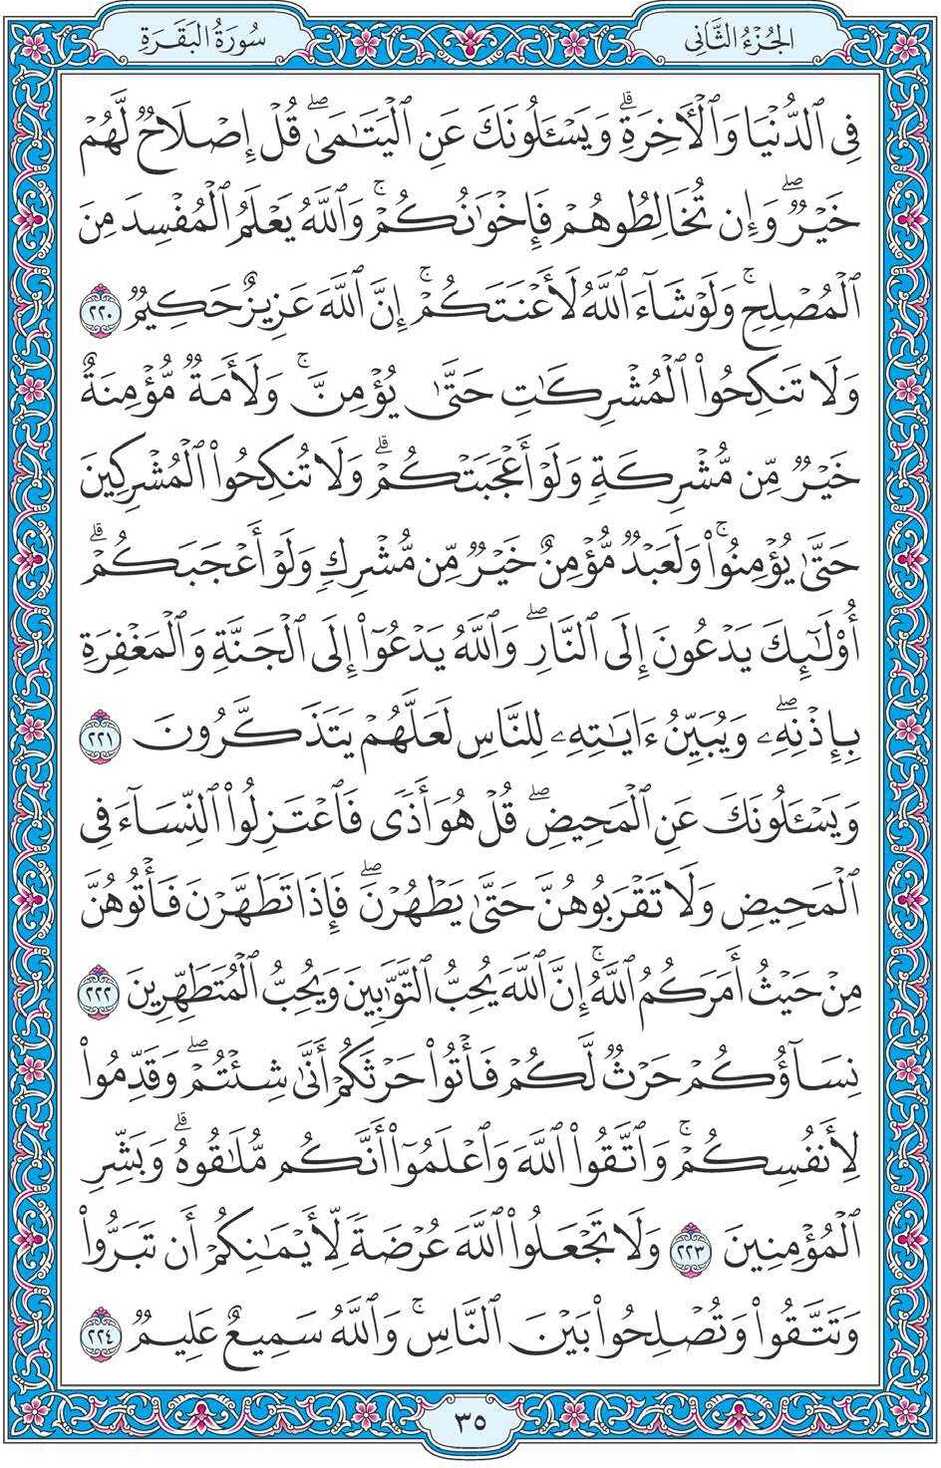 الجُزْءُ الثَّانِي
سُورَةُ البَقَرَةِ
فِي ٱلدُّنْيَا وَٱلْأَخِرَةِۗ وَيَسْـَٔلُونَكَ عَنِ ٱلْيَتَٰمَىٰۖ قُلْ إِصْلَاحٌ لَّهُمْ
خَيْرٌۖ وَإِن تُخَالِطُوهُمْ فَإِخْوَٰنُكُمْۚ وَٱللَّهُ يَعْلَمُ ٱلْمُفْسِدَ مِنَ
ٱلْمُصْلِحِۚ وَلَوْ شَآءَ ٱللَّهُ لَأَعْنَتَكُمْۚ إِنَّ ٱللَّهَ عَزِيزٌ حَكِيمٌ ٢٢٠
وَلَا تَنكِحُوا۟ ٱلْمُشْرِكَٰتِ حَتَّىٰ يُؤْمِنَّۚ وَلَأَمَةٌ مُّؤْمِنَةٌ
خَيْرٌ مِّن مُّشْرِكَةٍ وَلَوْ أَعْجَبَتْكُمْۗ وَلَا تُنكِحُوا۟ ٱلْمُشْرِكِينَ
حَتَّىٰ يُؤْمِنُوا۟ۚ وَلَعَبْدٌ مُّؤْمِنٌ خَيْرٌ مِّن مُّشْرِكٍ وَلَوْ أَعْجَبَكُمْۗ
أُو۟لَٰٓئِكَ يَدْعُونَ إِلَى ٱلنَّارِۖ وَٱللَّهُ يَدْعُوٓا۟ إِلَى ٱلْجَنَّةِ وَٱلْمَغْفِرَةِ
بِإِذْنِهِۦۖ وَيُبَيِّنُ ءَايَٰتِهِۦ لِلنَّاسِ لَعَلَّهُمْ يَتَذَكَّرُونَ ٢٢١
وَيَسْـَٔلُونَكَ عَنِ ٱلْمَحِيضِۖ قُلْ هُوَ أَذًى فَٱعْتَزِلُوا۟ ٱلنِّسَآءَ فِي
ٱلْمَحِيضِ وَلَا تَقْرَبُوهُنَّ حَتَّىٰ يَطْهُرْنَۖ فَإِذَا تَطَهَّرْنَ فَأْتُوهُنَّ
مِنْ حَيْثُ أَمَرَكُمُ ٱللَّهُۚ إِنَّ ٱللَّهَ يُحِبُّ ٱلتَّوَّٰبِينَ وَيُحِبُّ ٱلْمُتَطَهِّرِينَ ٢٢٢
نِسَآؤُكُمْ حَرْثٌ لَّكُمْ فَأْتُوا۟ حَرْثَكُمْ أَنَّىٰ شِئْتُمْۖ وَقَدِّمُوا۟
لِأَنفُسِكُمْۚ وَٱتَّقُوا۟ ٱللَّهَ وَٱعْلَمُوٓا۟ أَنَّكُم مُّلَٰقُوهُۗ وَبَشِّرِ
ٱلْمُؤْمِنِينَ ٢٢٣ وَلَا تَجْعَلُوا۟ ٱللَّهَ عُرْضَةً لِّأَيْمَٰنِكُمْ أَن تَبَرُّوا۟
وَتَتَّقُوا۟ وَتُصْلِحُوا۟ بَيْنَ ٱلنَّاسِۚ وَٱللَّهُ سَمِيعٌ عَلِيمٌ ٢٢٤
٣٥